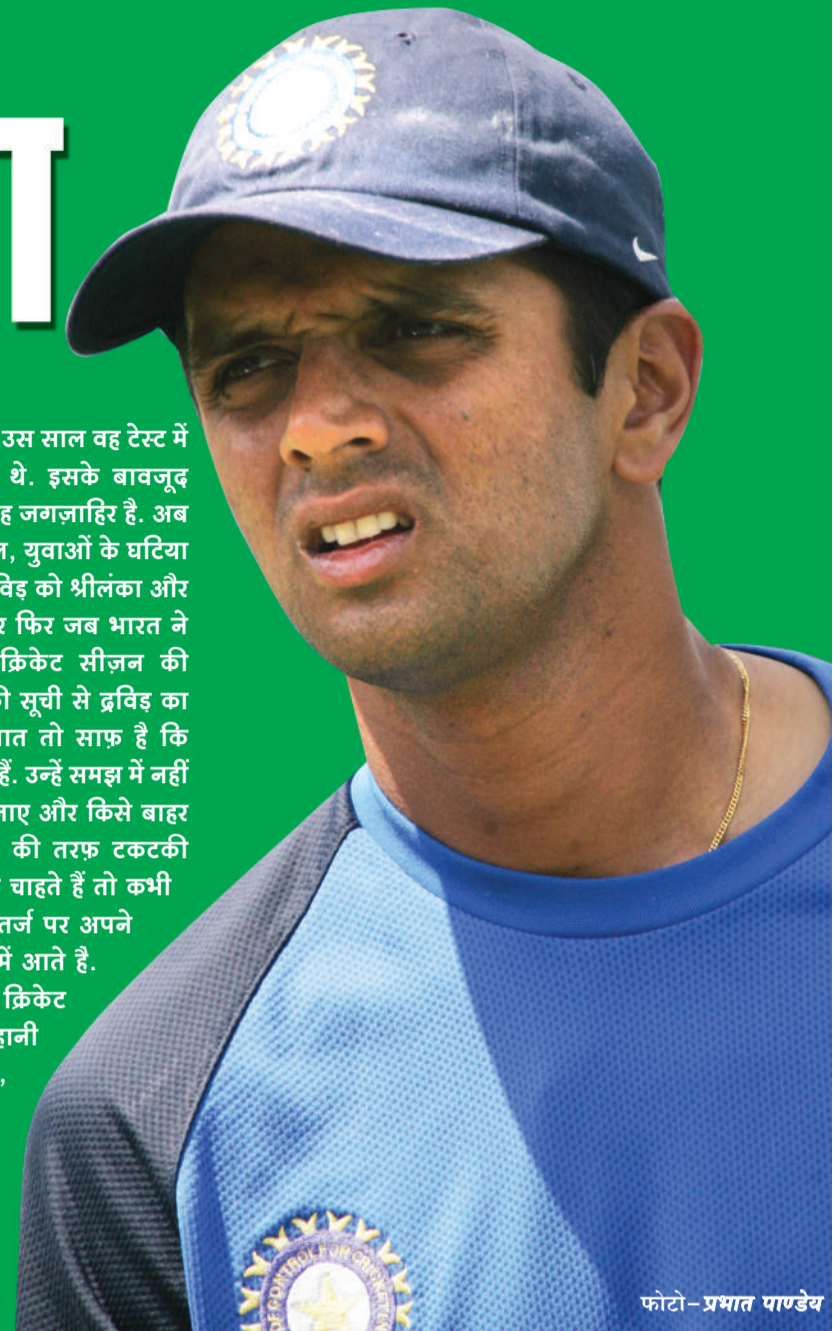 उस साल वह टेस्ट में
थे. इसके बावजूद
जगज़ाहिर है. अब
युवाओं के घटिया
को श्रीलंका और
फिर जब भारत ने
क्रिकेट सीज़न की
सूची से द्रविड़ का
तो साफ़ है कि
हैं. उन्हें समझ में नहीं
और किसे बाहर
की तरफ़ टकटकी
चाहते हैं तो कभी
तर्ज पर अपने
में आते है.
क्रिकेट
फोटो–प्रभात पाण्डेय